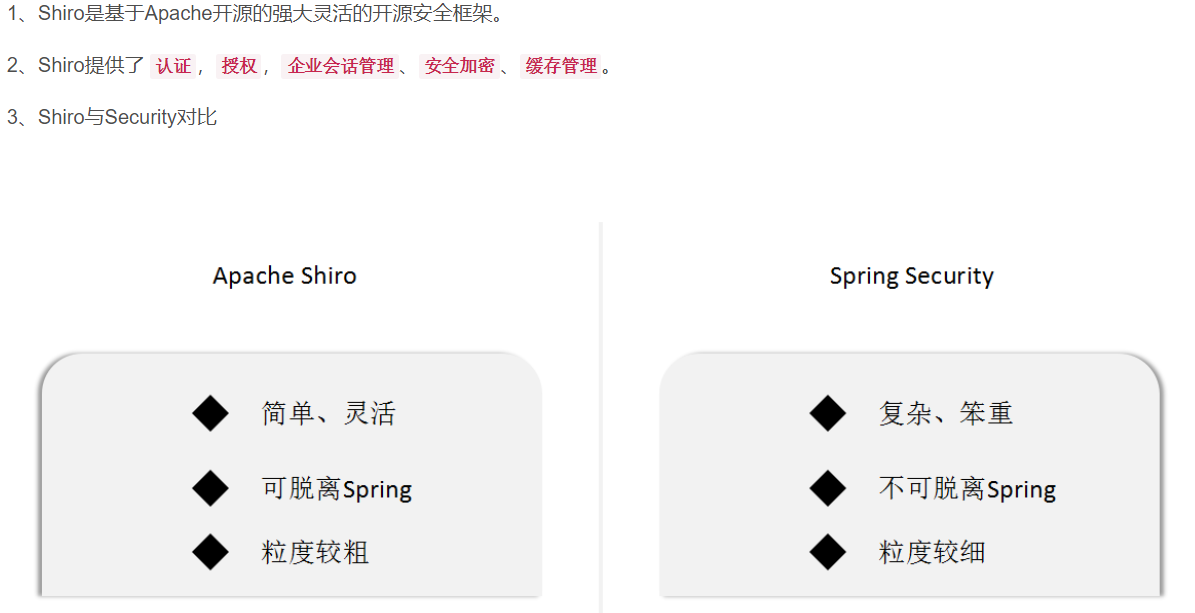 1、Shiro是基于Apache开源的强大灵活的开源安全框架。
2、Shiro提供了 认证 ， 授权 ， 企业会话管理 、 安全加密 、 缓存管理 。
3、Shiro与Security对比
Apache Shiro
简单、灵活
可脱离Spring
粒度较粗
Spring Security
复杂、笨重
不可脱离Spring
粒度较细